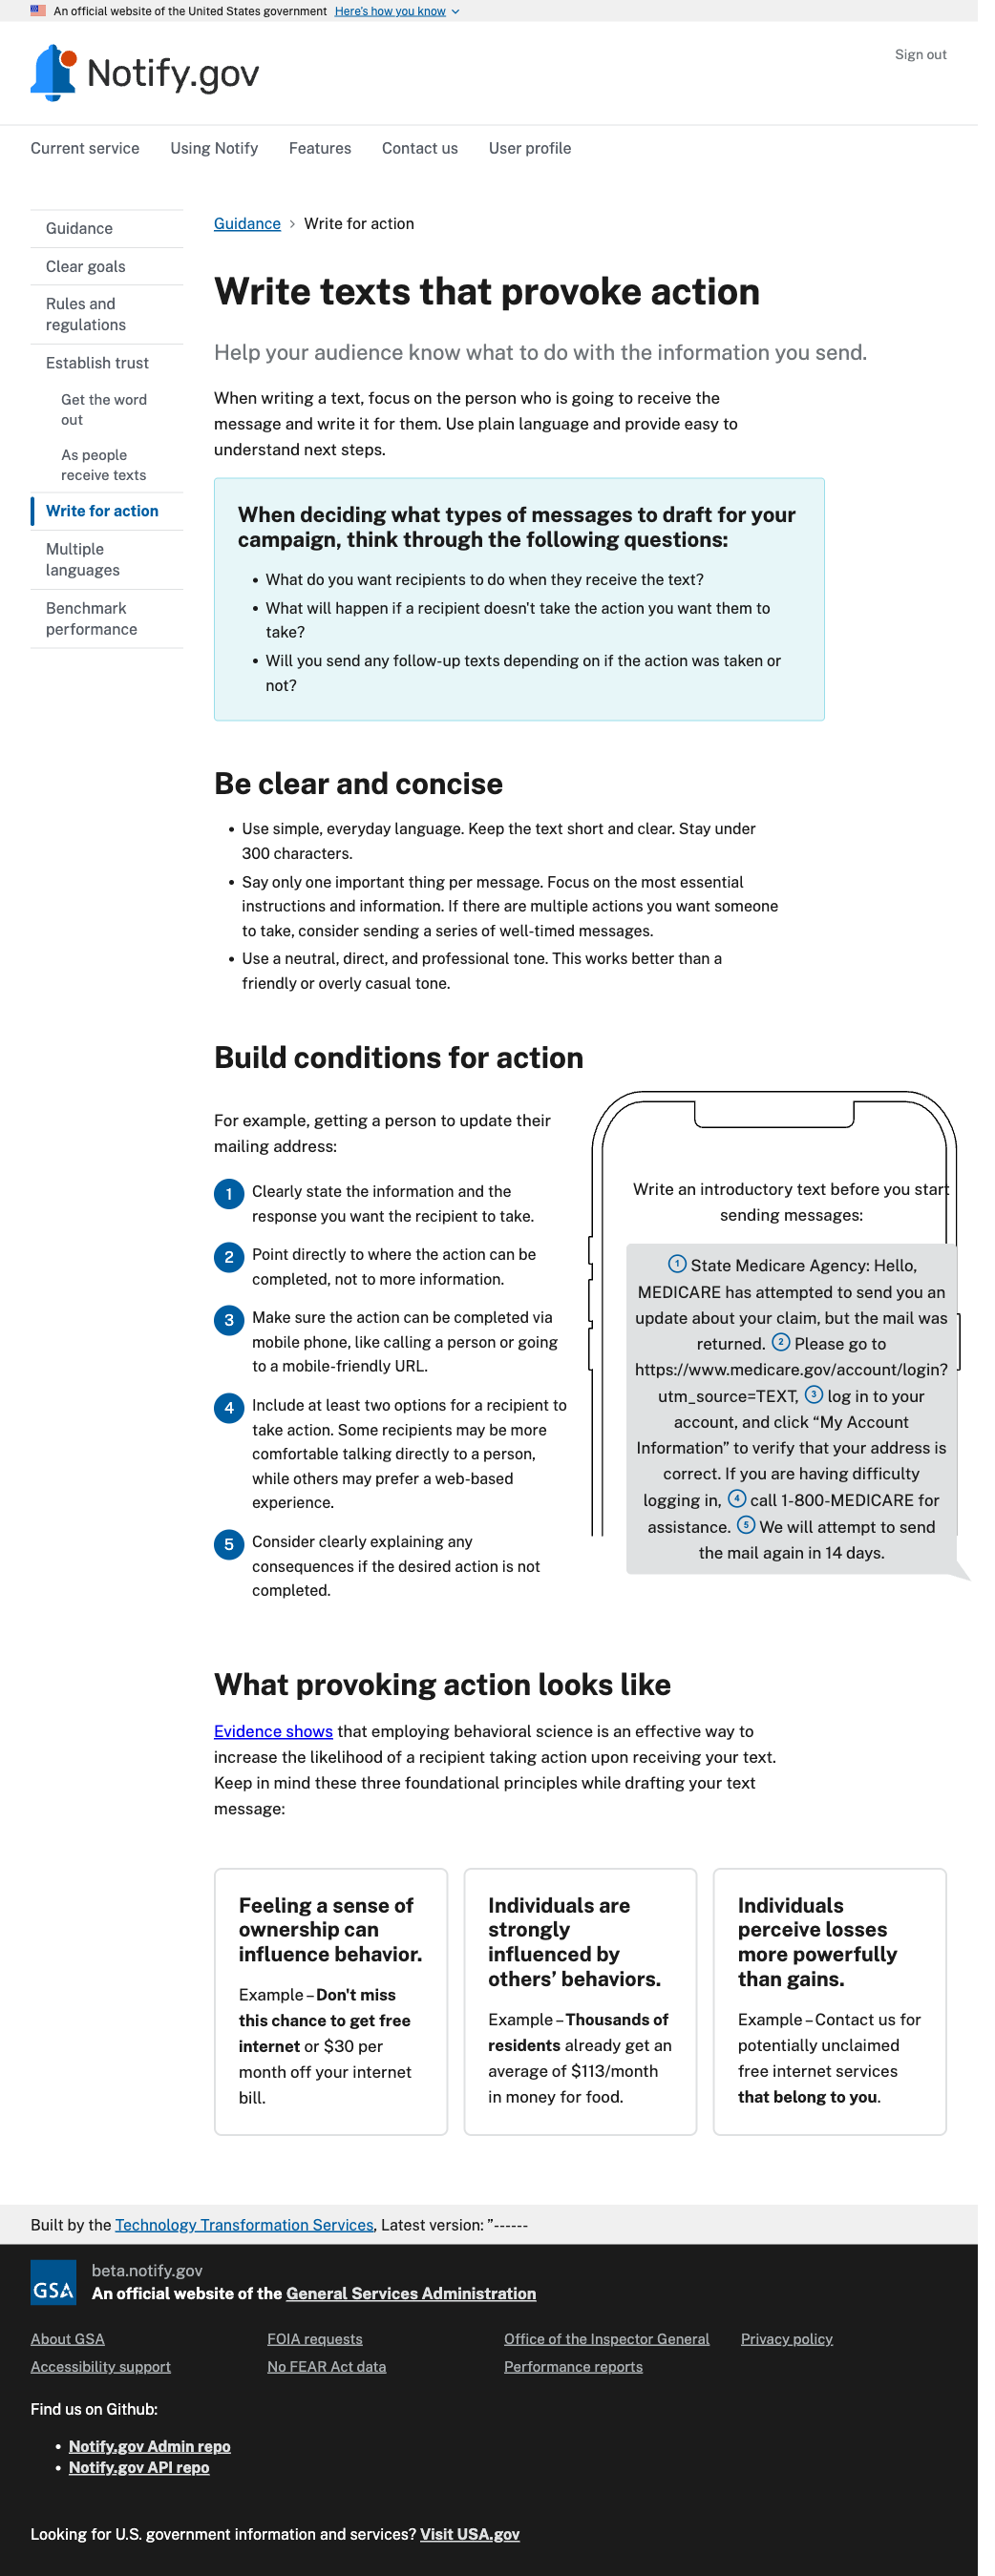 An official website of the United States government Here's how you know
Notify.gov
Sign out
Current service Using Notify Features Contact us User profile
Guidance
Clear goals
Rules and
regulations
Establish trust
Get the word
out
As people
receive texts
Write for action
Multiple
languages
Benchmark
performance
Guidance > Write for action
Write texts that provoke action
Help your audience know what to do with the information you send.
When writing a text, focus on the person who is going to receive the
message and write it for them. Use plain language and provide easy to
understand next steps.
When deciding what types of messages to draft for your
campaign, think through the following questions:
• What do you want recipients to do when they receive the text?
• What will happen if a recipient doesn't take the action you want them to
take?
• Will you send any follow-up texts depending on if the action was taken or
not?
Be clear and concise
• Use simple, everyday language. Keep the text short and clear. Stay under
300 characters.
• Say only one important thing per message. Focus on the most essential
instructions and information. If there are multiple actions you want someone
to take, consider sending a series of well-timed messages.
• Use a neutral, direct, and professional tone. This works better than a
friendly or overly casual tone.
Build conditions for action
For example, getting a person to update their
mailing address:
1 Clearly state the information and the
response you want the recipient to take.
2 Point directly to where the action can be
completed, not to more information.
3 Make sure the action can be completed via
mobile phone, like calling a person or going
to a mobile-friendly URL.
4 Include at least two options for a recipient to
take action. Some recipients may be more
comfortable talking directly to a person,
while others may prefer a web-based
experience.
5 Consider clearly explaining any
consequences if the desired action is not
completed.
Write an introductory text before you start
sending messages:
1 State Medicare Agency: Hello,
MEDICARE has attempted to send you an
update about your claim, but the mail was
returned. 2 Please go to
https://www.medicare.gov/account/login?
utm_source=TEXT, 3 log in to your
account, and click “My Account
Information” to verify that your address is
correct. If you are having difficulty
logging in, 4 call 1-800-MEDICARE for
assistance. 5 We will attempt to send
the mail again in 14 days.
What provoking action looks like
Evidence shows that employing behavioral science is an effective way to
increase the likelihood of a recipient taking action upon receiving your text.
Keep in mind these three foundational principles while drafting your text
message:
Feeling a sense of
ownership can
influence behavior.
Example – Don't miss
this chance to get free
internet or $30 per
month off your internet
bill.
Individuals are
strongly
influenced by
others’ behaviors.
Example – Thousands of
residents already get an
average of $113/month
in money for food.
Individuals
perceive losses
more powerfully
than gains.
Example – Contact us for
potentially unclaimed
free internet services
that belong to you.
Built by the Technology Transformation Services, Latest version: ”------
GSA
beta.notify.gov
An official website of the General Services Administration
About GSA FOIA requests Office of the Inspector General Privacy policy
Accessibility support No FEAR Act data Performance reports
Find us on Github:
• Notify.gov Admin repo
• Notify.gov API repo
Looking for U.S. government information and services? Visit USA.gov